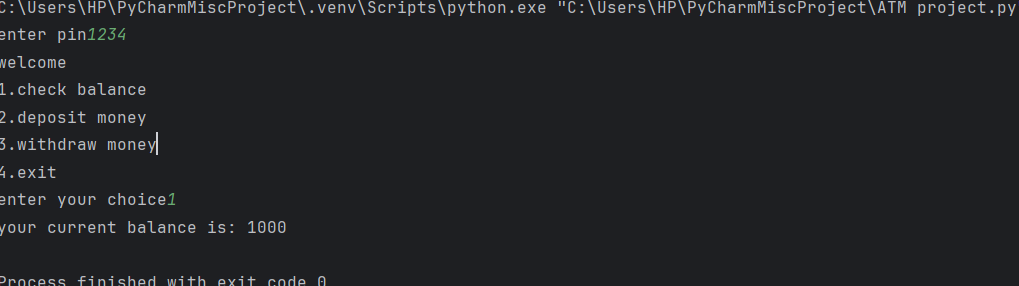 C:\Users\HP\PyCharmMiscProject\.venv\Scripts\python.exe "C:\Users\HP\PyCharmMiscProject\ATM project.py
enter pin1234
welcome
1.check balance
2.deposit money
3.withdraw money
4.exit
enter your choice1
your current balance is: 1000
Process finished with exit code 0